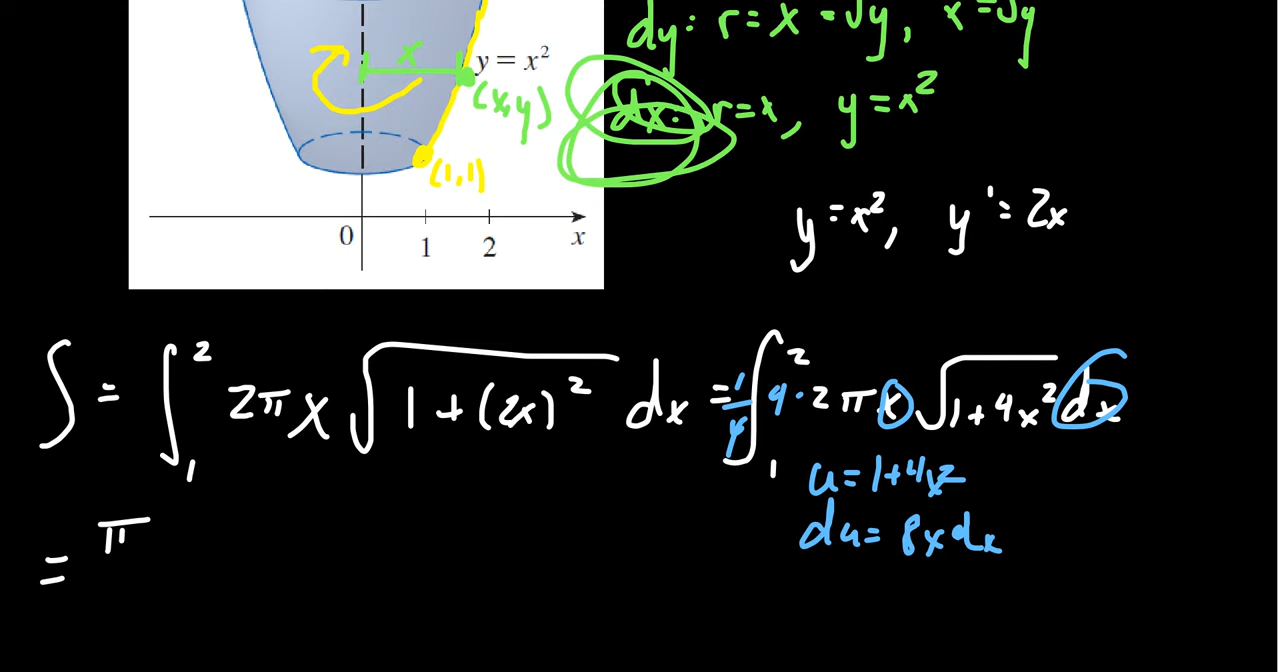 dy: r = x = √y, x = √y
x
y = x²
(x,y)
dx: r = x, y = x²
(1,1)
0 1 2 x
y = x², y' = 2x
S = ∫₁² 2πx √(1+(2x)²) dx = 1/4 ∫₁² 4·2πx √(1+4x²) dx
u = 1+4x²
du = 8x dx
= π